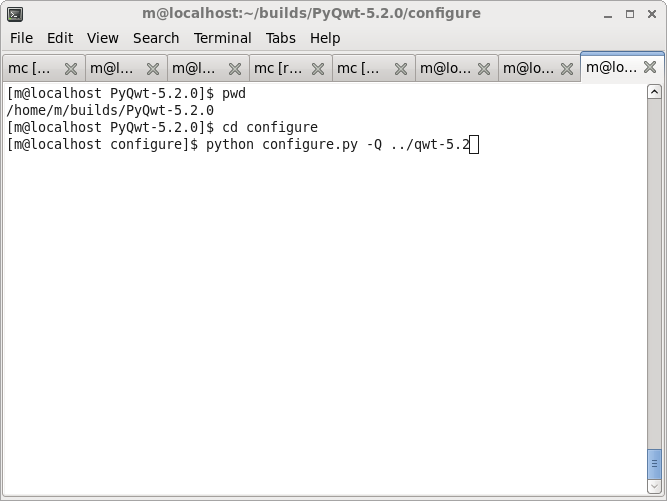 m@localhost:~/builds/PyQwt-5.2.0/configure
File Edit View Search Terminal Tabs Help
mc [... m@l... m@l... mc [r... mc [... m@lo... m@lo... m@lo...
[m@localhost PyQwt-5.2.0]$ pwd
/home/m/builds/PyQwt-5.2.0
[m@localhost PyQwt-5.2.0]$ cd configure
[m@localhost configure]$ python configure.py -Q ../qwt-5.2